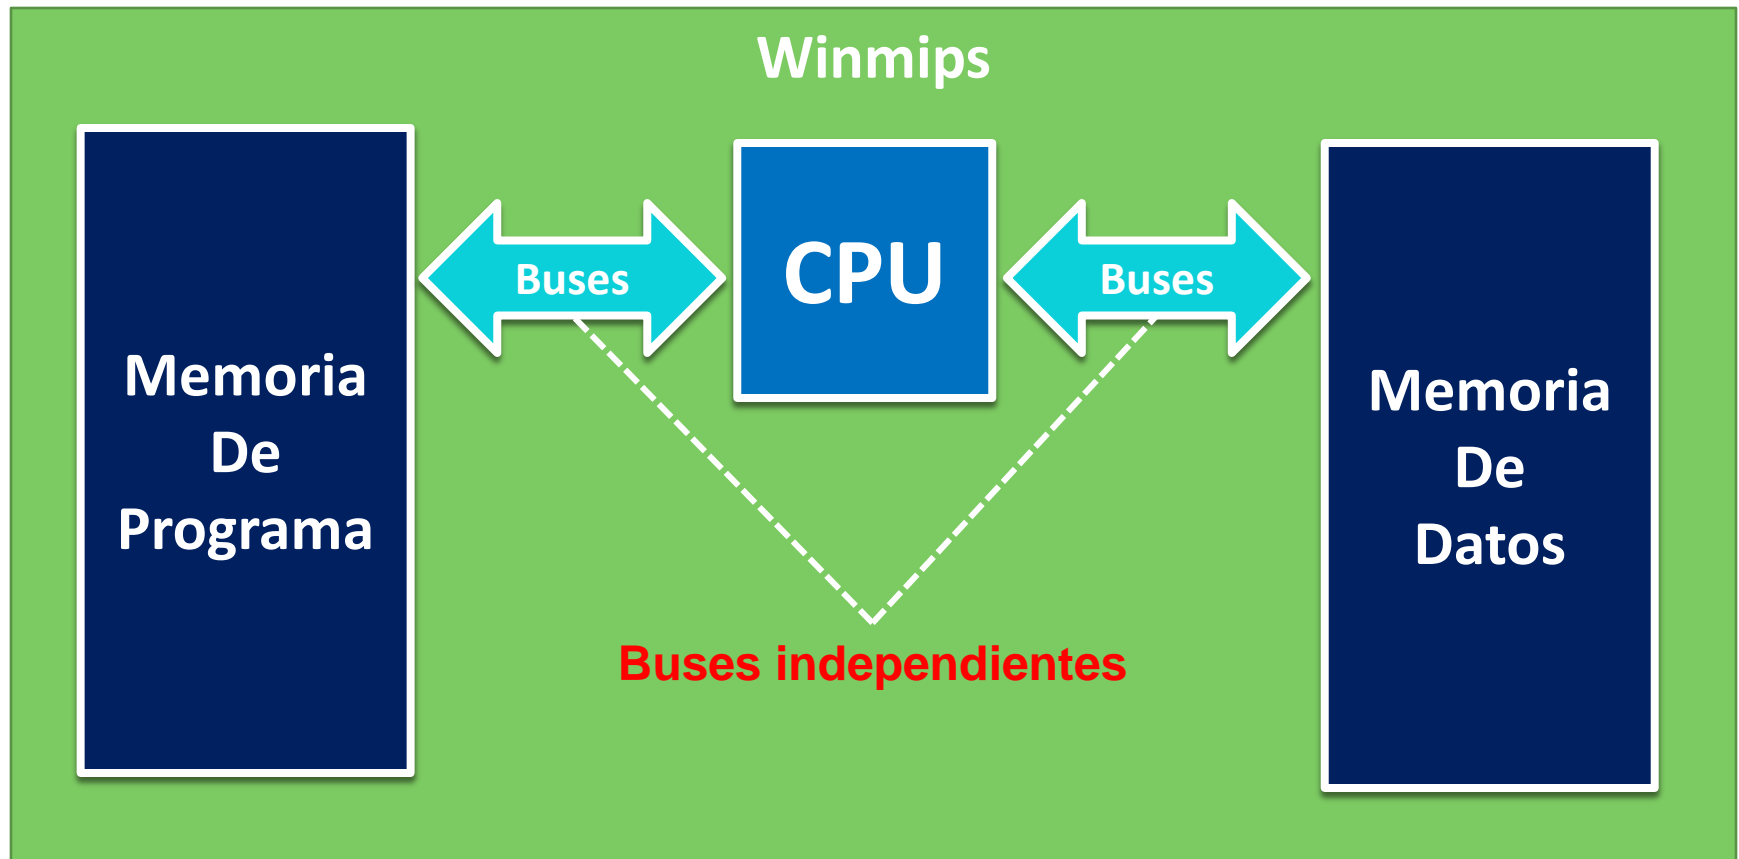 Winmips
Memoria
De
Programa
Buses
CPU
Buses
Memoria
De
Datos
Buses independientes